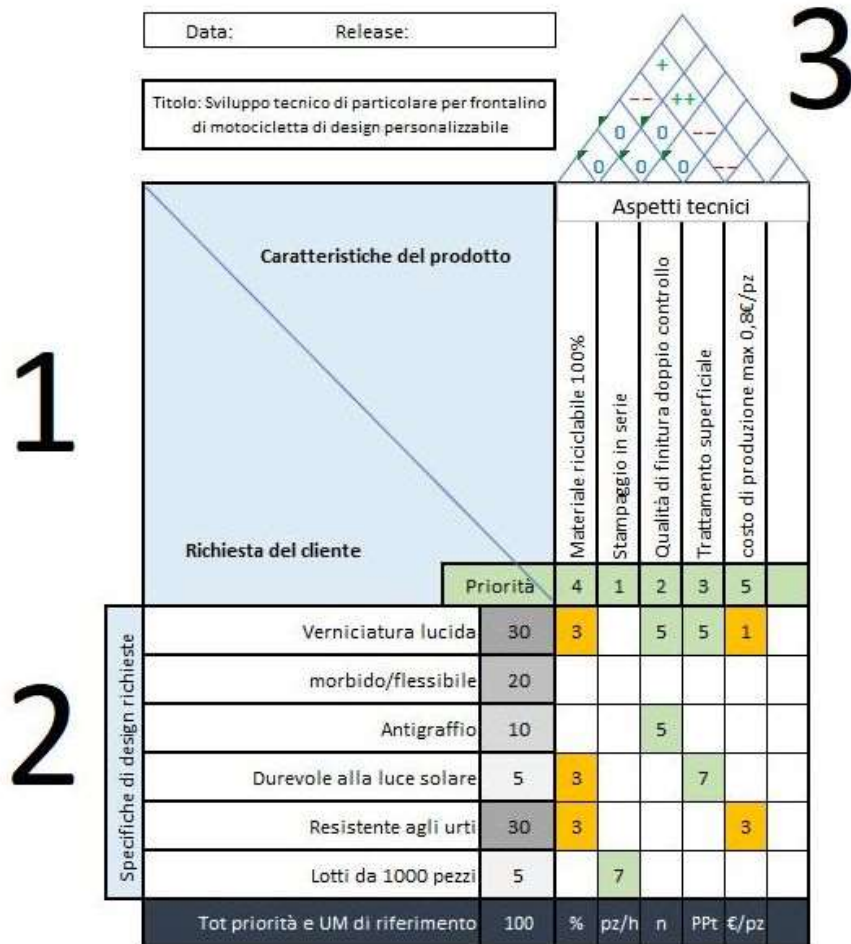 Data: Release:
3
Titolo: Sviluppo tecnico di particolare per frontalino
di motocicletta di design personalizzabile
+
-- ++
0 0 --
0 0 0 --
Aspetti tecnici
1
Caratteristiche del prodotto
Richiesta del cliente
Materiale riciclabile 100%
Stampaggio in serie
Qualità di finitura doppio controllo
Trattamento superficiale
costo di produzione max 0,8€/pz
Priorità 4 1 2 3 5
2
Specifiche di design richieste
Verniciatura lucida 30 3 5 5 1
morbido/flessibile 20
Antigraffio 10 5
Durevole alla luce solare 5 3 7
Resistente agli urti 30 3 3
Lotti da 1000 pezzi 5 7
Tot priorità e UM di riferimento 100 % pz/h n PPt €/pz